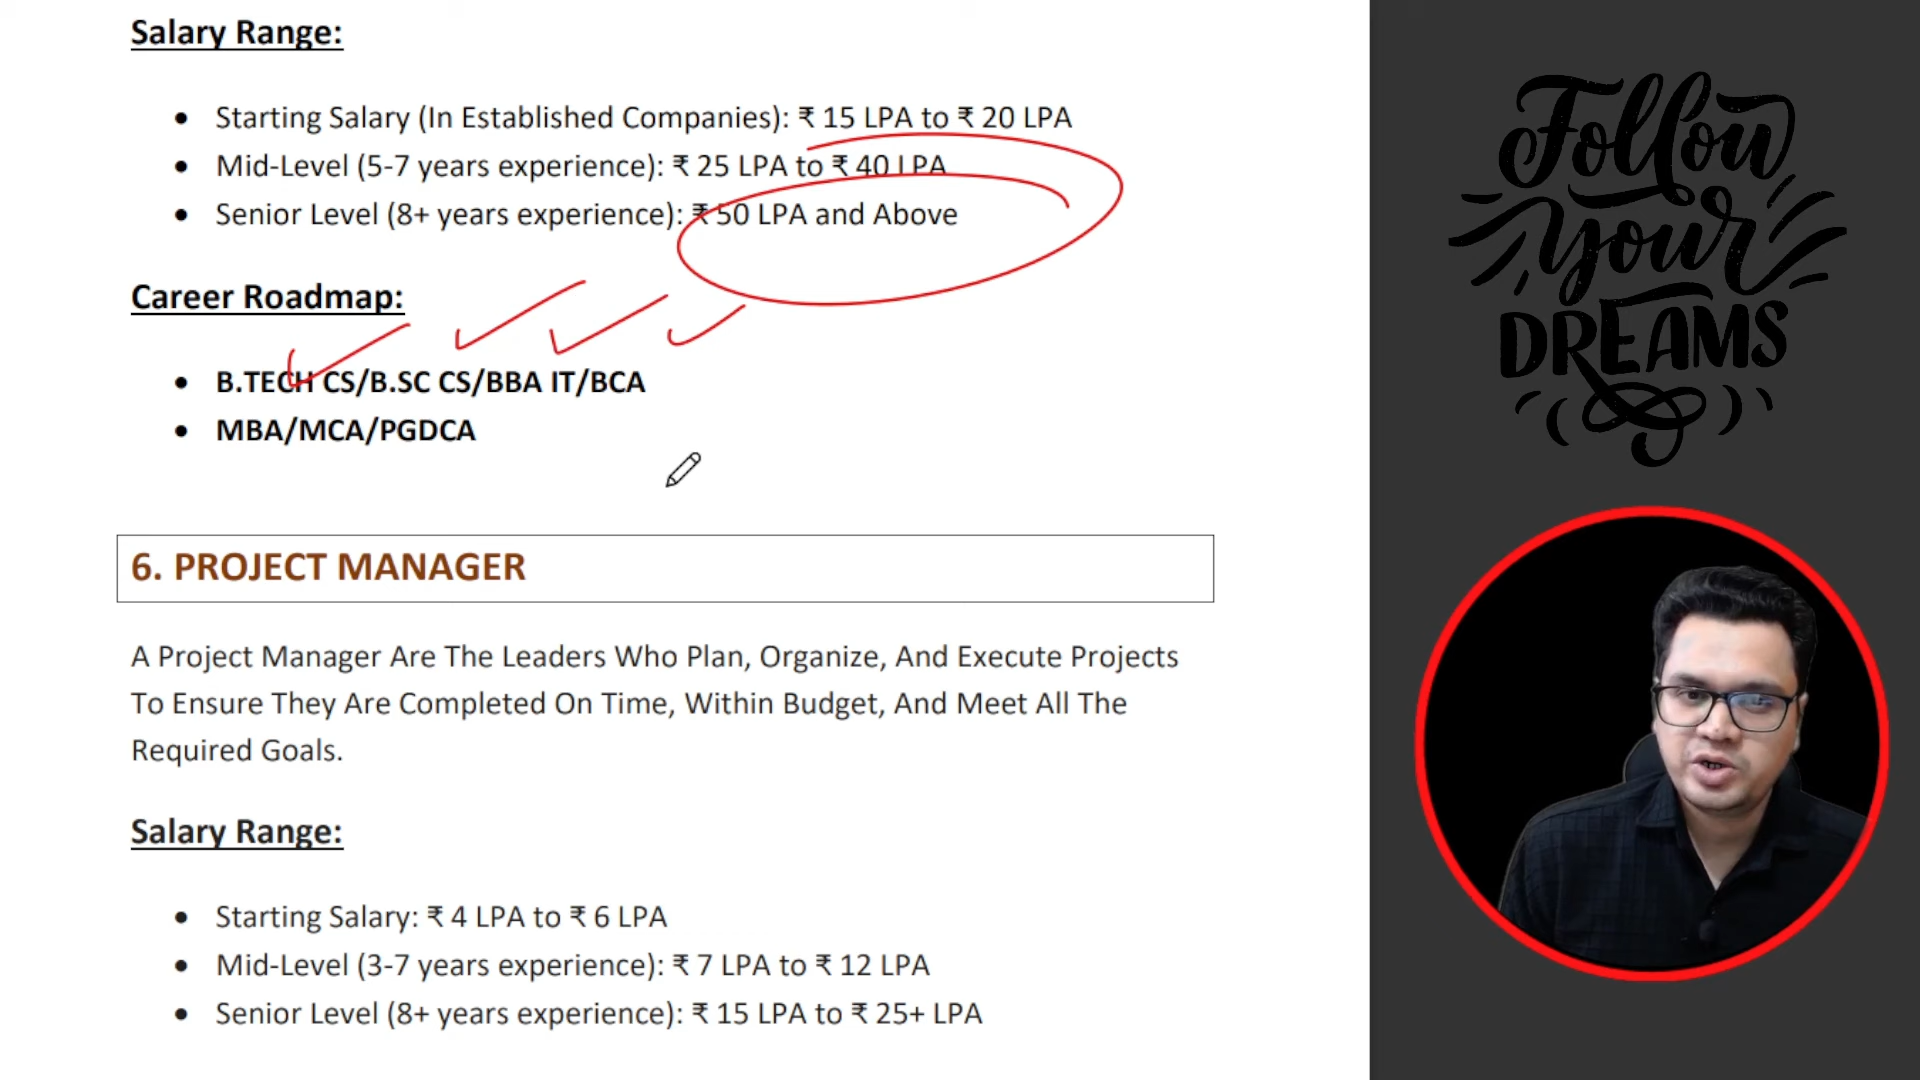 Salary Range:
• Starting Salary (In Established Companies): ₹ 15 LPA to ₹ 20 LPA
• Mid-Level (5-7 years experience): ₹ 25 LPA to ₹ 40 LPA
• Senior Level (8+ years experience): ₹ 50 LPA and Above
Career Roadmap:
• B.TECH CS/B.SC CS/BBA IT/BCA
• MBA/MCA/PGDCA
6. PROJECT MANAGER
A Project Manager Are The Leaders Who Plan, Organize, And Execute Projects
To Ensure They Are Completed On Time, Within Budget, And Meet All The
Required Goals.
Salary Range:
• Starting Salary: ₹ 4 LPA to ₹ 6 LPA
• Mid-Level (3-7 years experience): ₹ 7 LPA to ₹ 12 LPA
• Senior Level (8+ years experience): ₹ 15 LPA to ₹ 25+ LPA
Follow
your
DREAMS